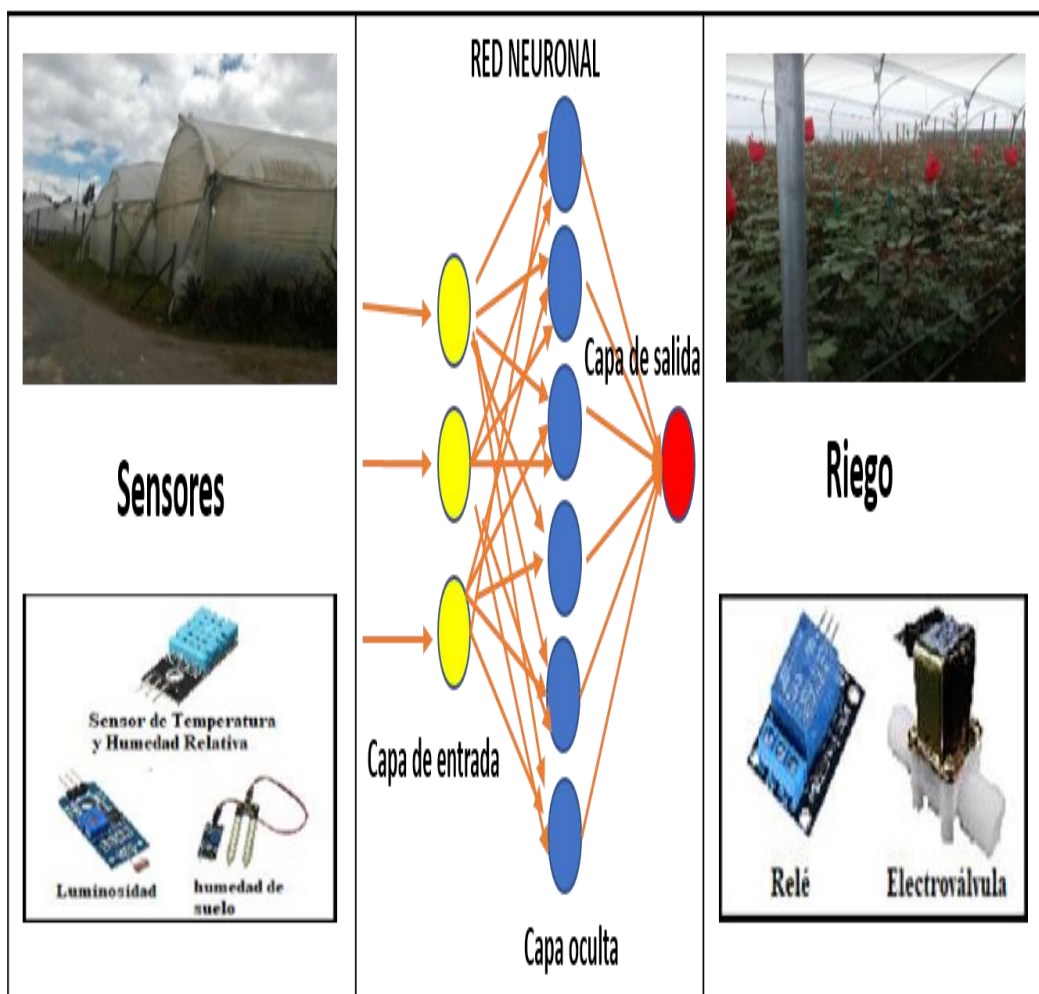 Sensores
Sensor de Temperatura
y Humedad Relativa
Luminosidad
humedad de
suelo
RED NEURONAL
Capa de salida
Capa de entrada
Capa oculta
Riego
Relé
Electroválvula